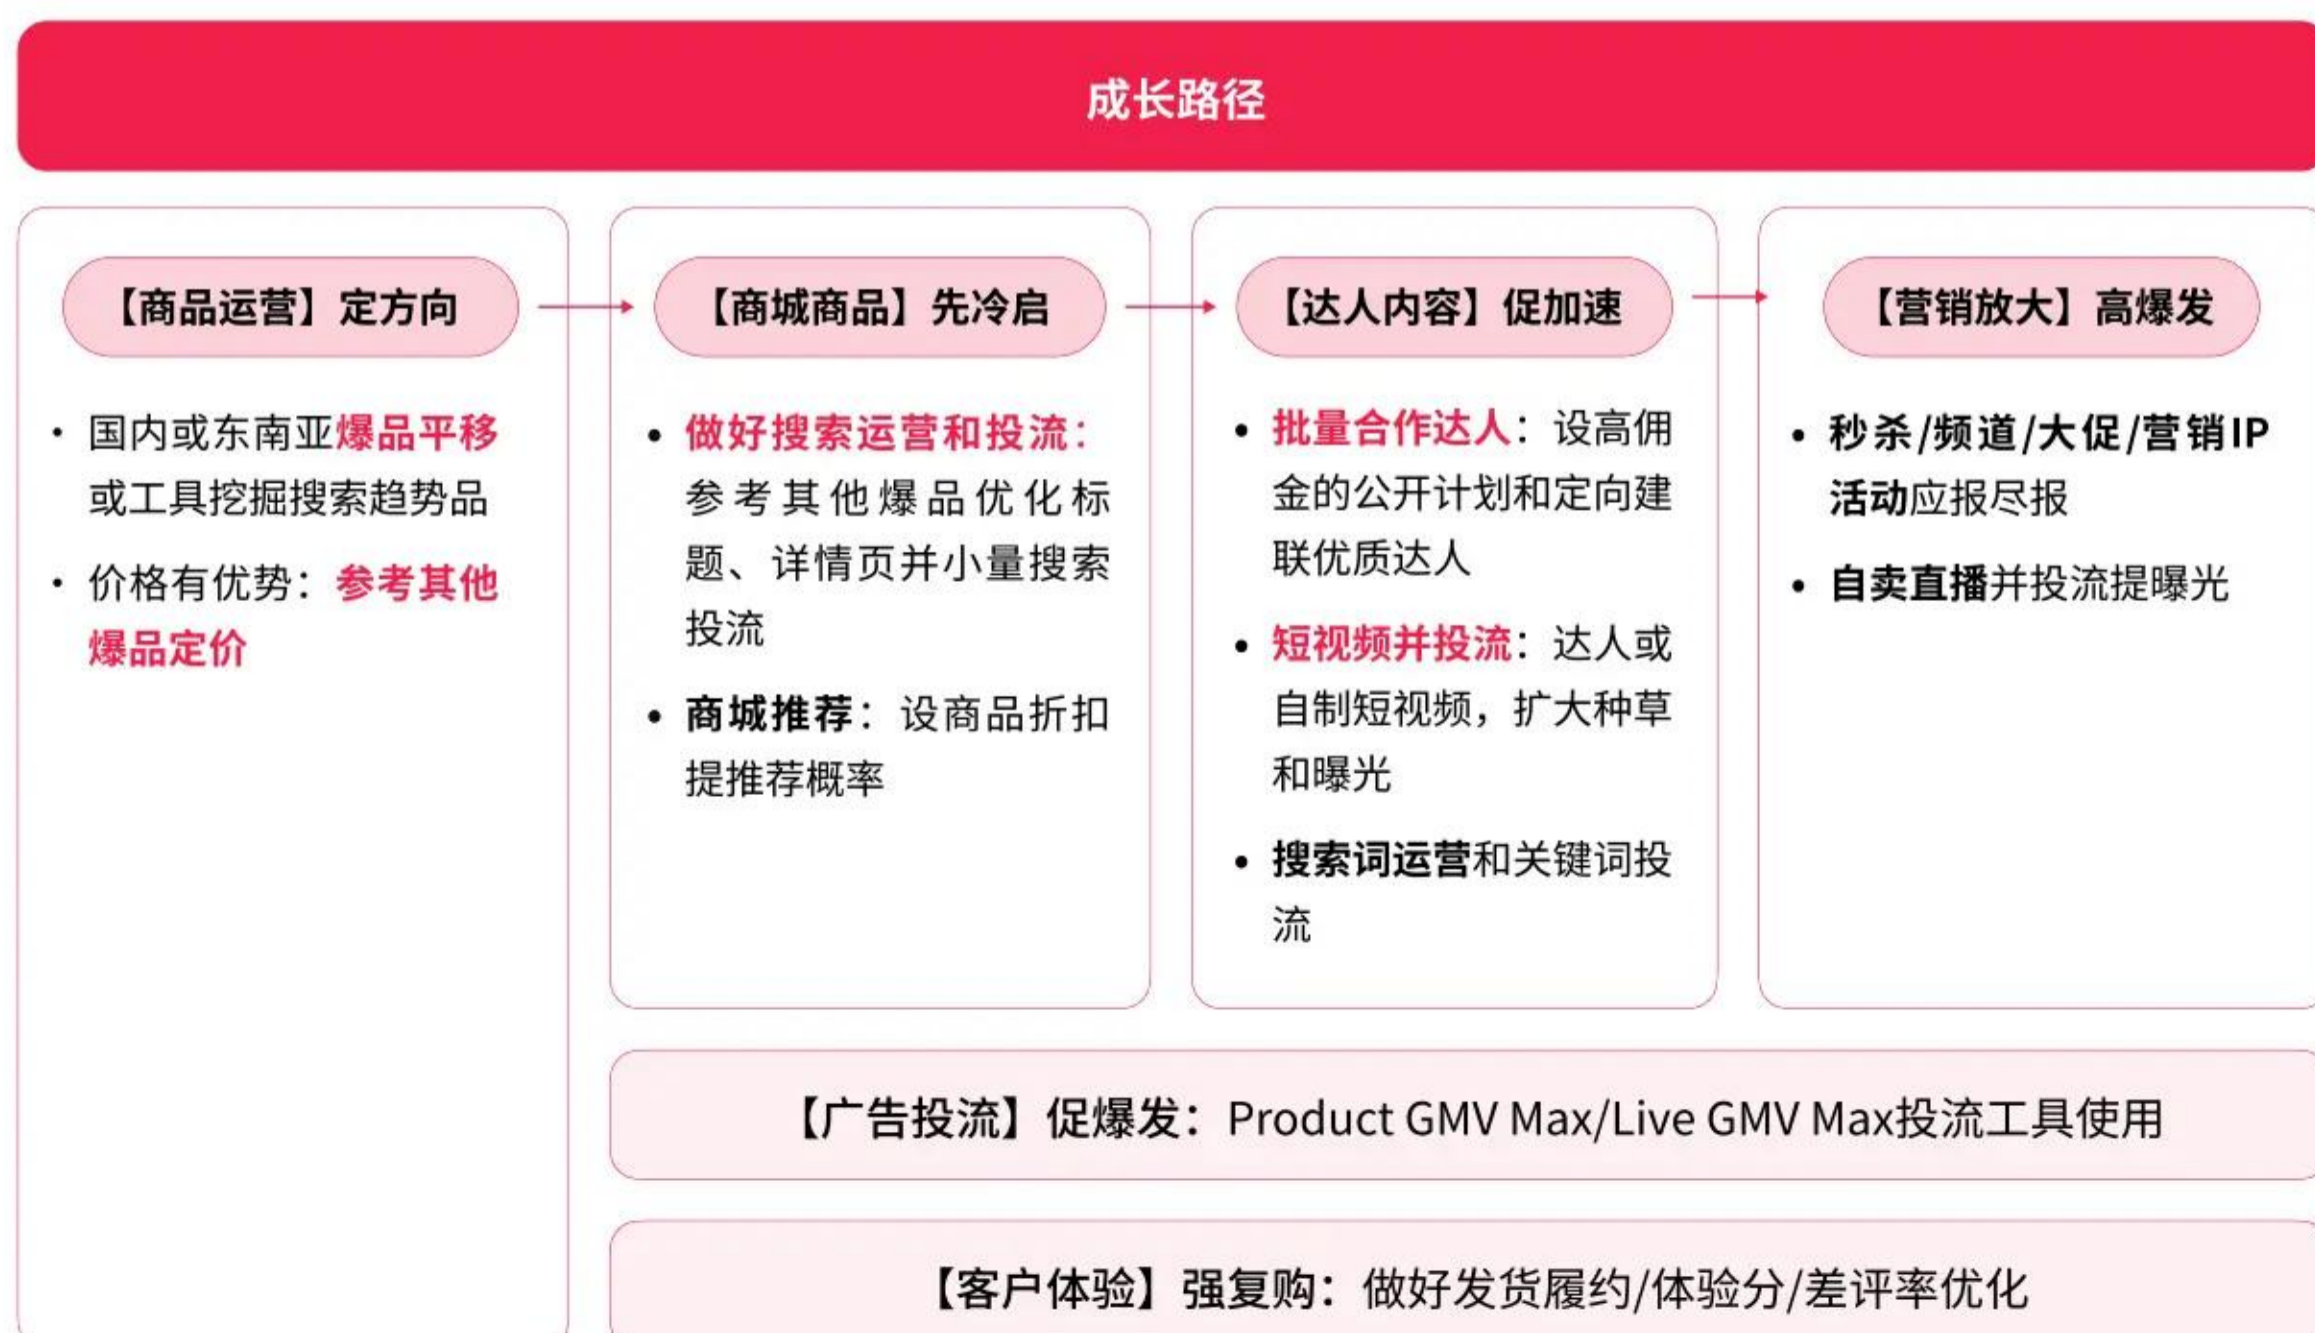 成长路径
【商品运营】定方向
· 国内或东南亚爆品平移
或工具挖掘搜索趋势品
· 价格有优势：参考其他
爆品定价
【商城商品】先冷启
• 做好搜索运营和投流：
参考其他爆品优化标
题、详情页并小量搜索
投流
• 商城推荐：设商品折扣
提推荐概率
【达人内容】促加速
• 批量合作达人：设高佣
金的公开计划和定向建
联优质达人
• 短视频并投流：达人或
自制短视频，扩大种草
和曝光
• 搜索词运营和关键词投
流
【营销放大】高爆发
• 秒杀/频道/大促/营销IP
活动应报尽报
• 自卖直播并投流提曝光
【广告投流】促爆发：Product GMV Max/Live GMV Max投流工具使用
【客户体验】强复购：做好发货履约/体验分/差评率优化